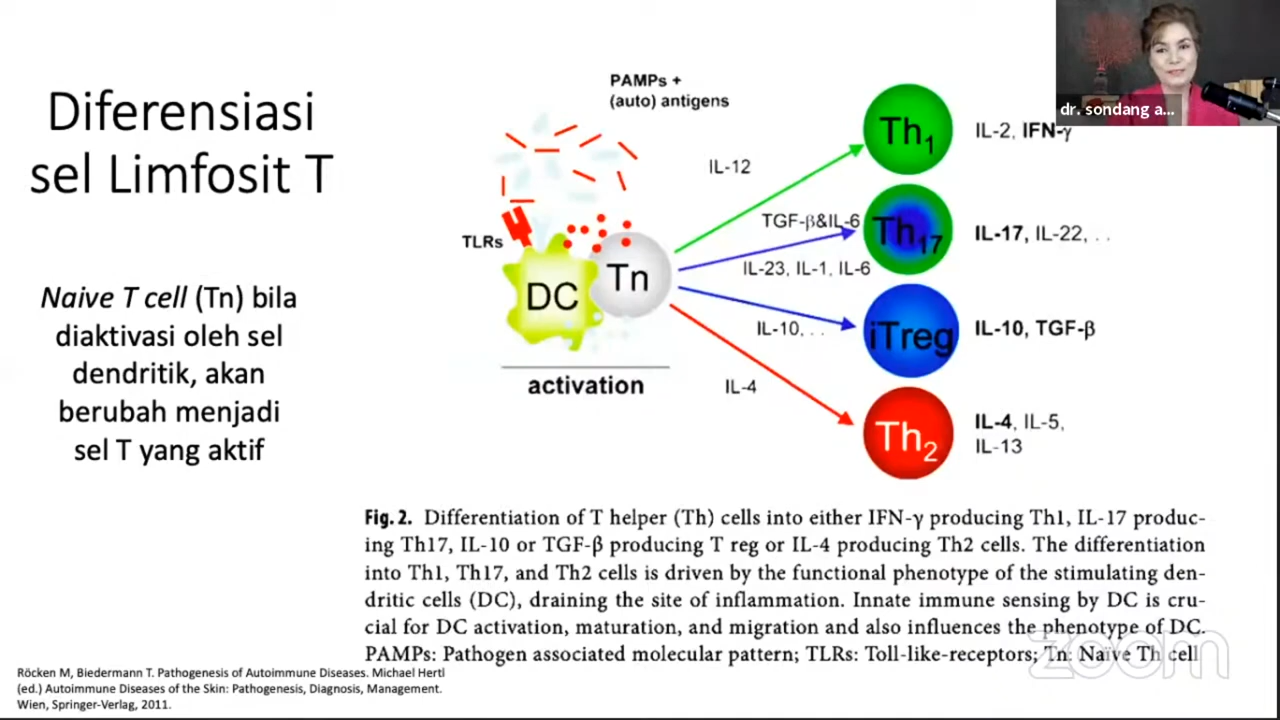 Diferensiasi
sel Limfosit T
Naive T cell (Tn) bila
diaktivasi oleh sel
dendritik, akan
berubah menjadi
sel T yang aktif
PAMPs +
(auto) antigens
TLRs
DC
Tn
activation
IL-12
TGF-β&IL-6
IL-23, IL-1, IL-6
IL-10, . .
IL-4
Th1
IL-2, IFN-γ
Th17
IL-17, IL-22, . .
iTreg
IL-10, TGF-β
Th2
IL-4, IL-5,
IL-13
dr. sondang a...
Fig. 2. Differentiation of T helper (Th) cells into either IFN-γ producing Th1, IL-17 produc-
ing Th17, IL-10 or TGF-β producing T reg or IL-4 producing Th2 cells. The differentiation
into Th1, Th17, and Th2 cells is driven by the functional phenotype of the stimulating den-
dritic cells (DC), draining the site of inflammation. Innate immune sensing by DC is cru-
cial for DC activation, maturation, and migration and also influences the phenotype of DC.
PAMPs: Pathogen associated molecular pattern; TLRs: Toll-like-receptors; Tn: Naïve Th cell
zoom
Röcken M, Biedermann T. Pathogenesis of Autoimmune Diseases. Michael Hertl
(ed.) Autoimmune Diseases of the Skin: Pathogenesis, Diagnosis, Management.
Wien, Springer-Verlag, 2011.